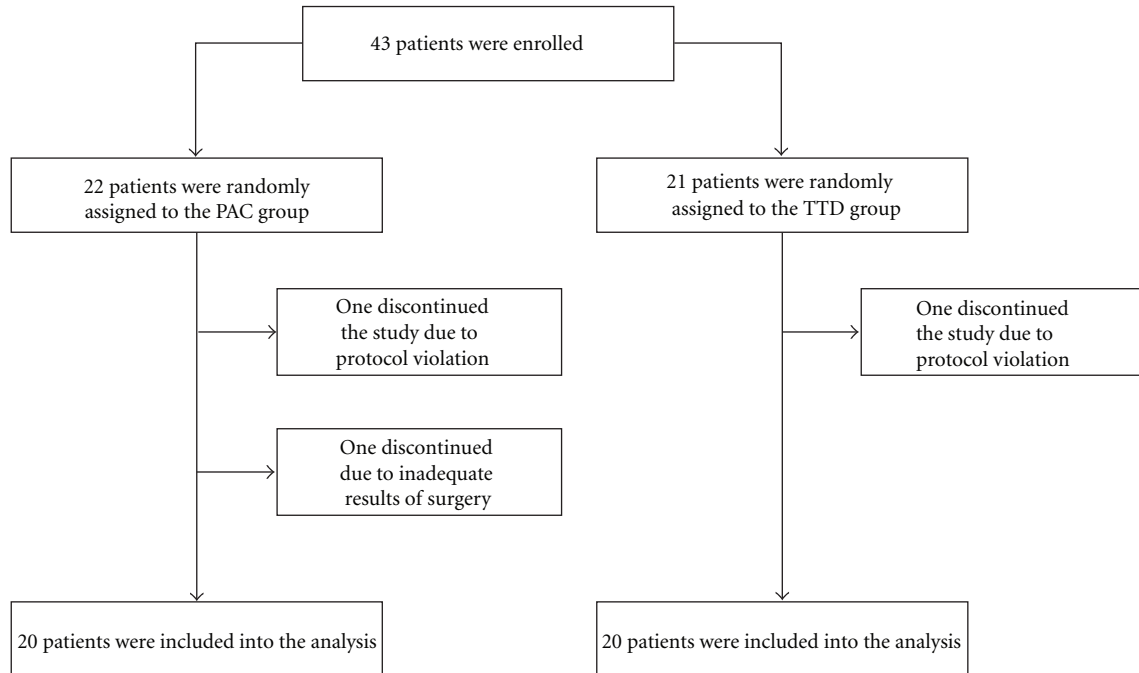 43 patients were enrolled
22 patients were randomly
assigned to the PAC group
21 patients were randomly
assigned to the TTD group
One discontinued
the study due to
protocol violation
One discontinued
the study due to
protocol violation
One discontinued
due to inadequate
results of surgery
20 patients were included into the analysis
20 patients were included into the analysis